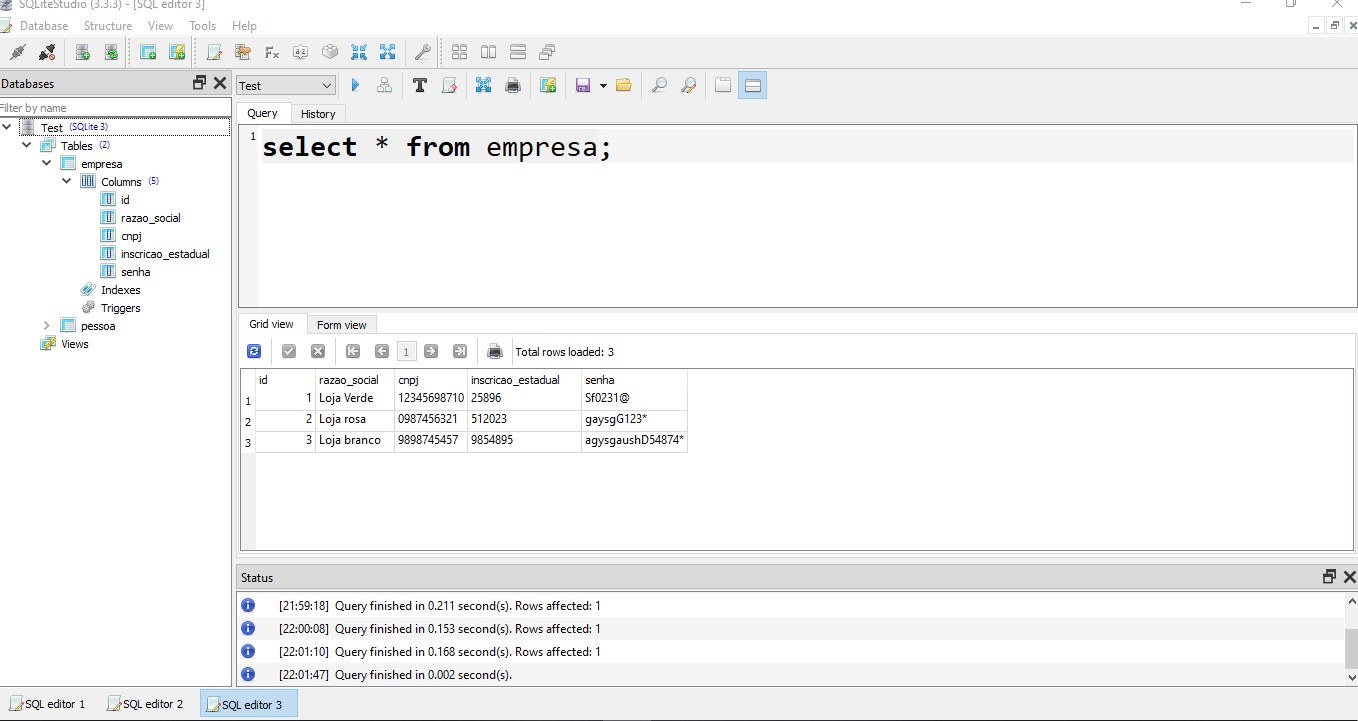 SQLiteStudio (3.3.3) - [SQL editor 3]
Database Structure View Tools Help
Databases
Filter by name
Test (SQLite 3)
Tables (2)
empresa
Columns (5)
id
razao_social
cnpj
inscricao_estadual
senha
Indexes
Triggers
pessoa
Views
Test
Query History
1 select * from empresa;
Grid view Form view
1 Total rows loaded: 3
id razao_social cnpj inscricao_estadual senha
1 1 Loja Verde 12345698710 25896 Sf0231@
2 2 Loja rosa 0987456321 512023 gaysgG123*
3 3 Loja branco 9898745457 9854895 agysgaushD54874*
Status
[21:59:18] Query finished in 0.211 second(s). Rows affected: 1
[22:00:08] Query finished in 0.153 second(s). Rows affected: 1
[22:01:10] Query finished in 0.168 second(s). Rows affected: 1
[22:01:47] Query finished in 0.002 second(s).
SQL editor 1 SQL editor 2 SQL editor 3